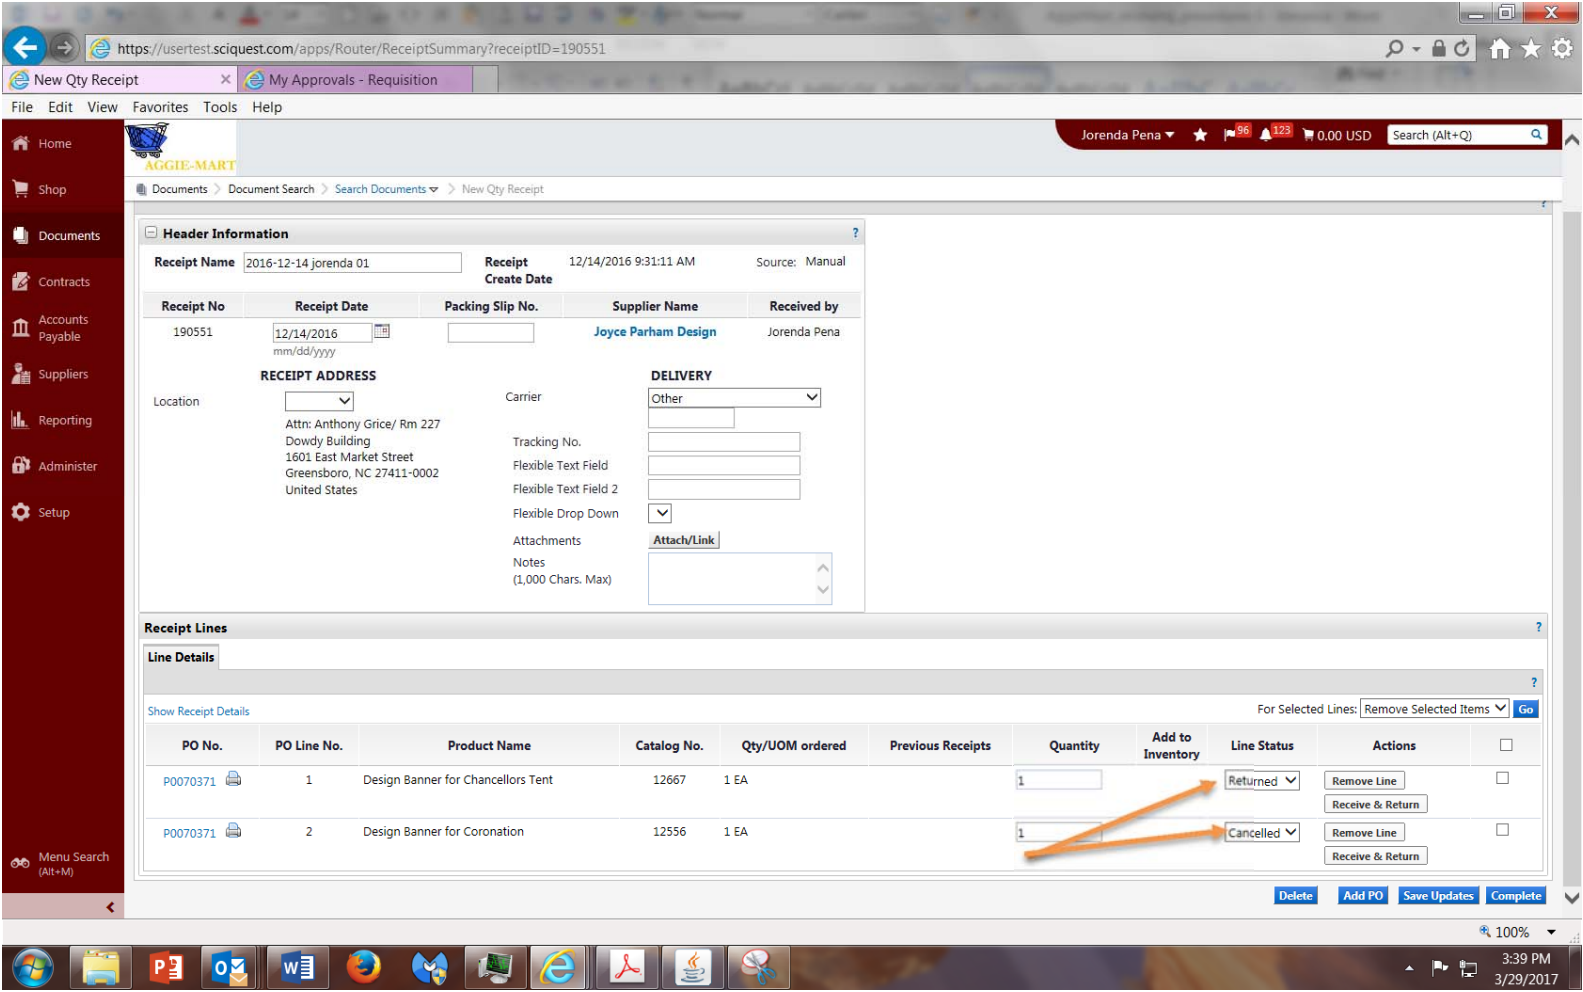 https://usertest.sciquest.com/apps/Router/ReceiptSummary?receiptID=190551
New Qty Receipt
My Approvals - Requisition
File Edit View Favorites Tools Help
Home
Shop
Documents
Contracts
Accounts Payable
Suppliers
Reporting
Administer
Setup
Menu Search
(Alt+M)
AGGIE-MART
Jorenda Pena 96 123 0.00 USD Search (Alt+Q)
Documents > Document Search > Search Documents > New Qty Receipt
?
Header Information ?
Receipt Name 2016-12-14 jorenda 01 Receipt Create Date 12/14/2016 9:31:11 AM Source: Manual
Receipt No Receipt Date Packing Slip No. Supplier Name Received by
190551 12/14/2016 Joyce Parham Design Jorenda Pena
mm/dd/yyyy
RECEIPT ADDRESS
Location
Attn: Anthony Grice/ Rm 227
Dowdy Building
1601 East Market Street
Greensboro, NC 27411-0002
United States
DELIVERY
Carrier Other
Tracking No.
Flexible Text Field
Flexible Text Field 2
Flexible Drop Down
Attachments Attach/Link
Notes
(1,000 Chars. Max)
Receipt Lines ?
Line Details
?
Show Receipt Details For Selected Lines: Remove Selected Items Go
PO No. PO Line No. Product Name Catalog No. Qty/UOM ordered Previous Receipts Quantity Add to Inventory Line Status Actions
P0070371 1 Design Banner for Chancellors Tent 12667 1 EA 1 Returned Remove Line
Receive & Return
P0070371 2 Design Banner for Coronation 12556 1 EA 1 Cancelled Remove Line
Receive & Return
Delete Add PO Save Updates Complete
100%
3:39 PM
3/29/2017